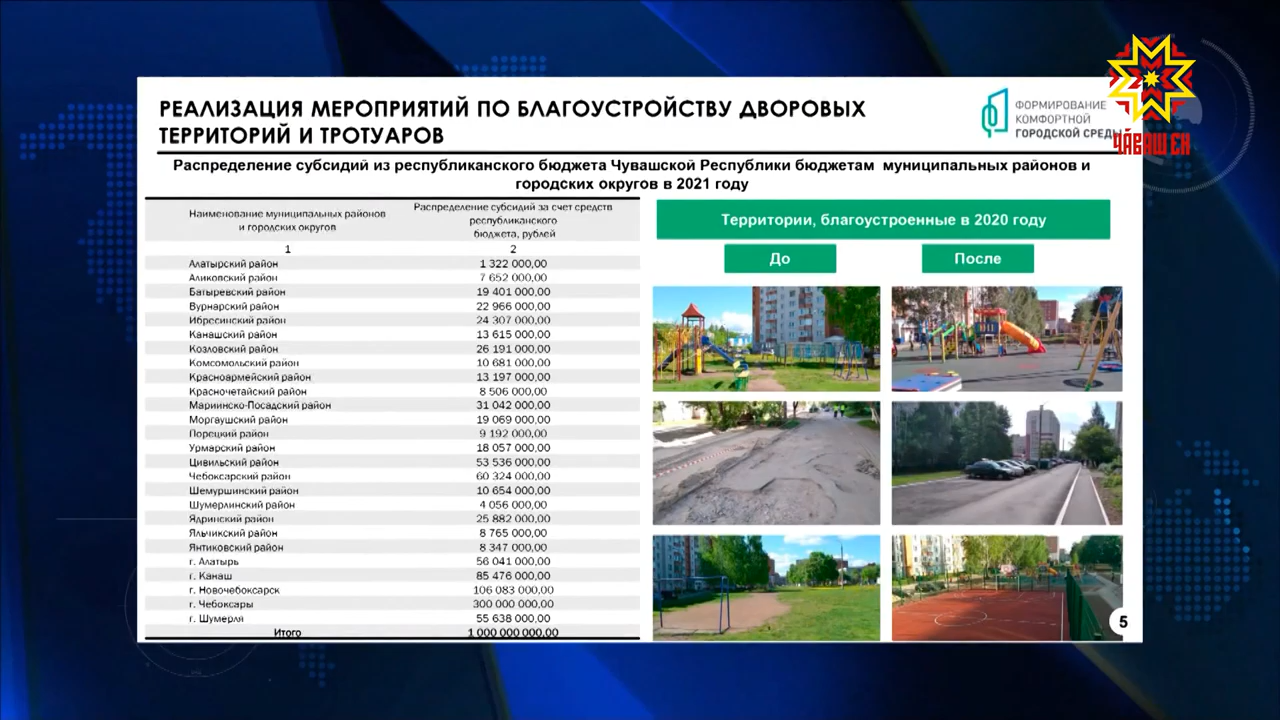 РЕАЛИЗАЦИЯ МЕРОПРИЯТИЙ ПО БЛАГОУСТРОЙСТВУ ДВОРОВЫХ
ТЕРРИТОРИЙ И ТРОТУАРОВ
ФОРМИРОВАНИЕ
КОМФОРТНОЙ
ГОРОДСКОЙ СРЕДЫ
ЧӐВАШ ЕН
Распределение субсидий из республиканского бюджета Чувашской Республики бюджетам муниципальных районов и
городских округов в 2021 году
Наименование муниципальных районов
и городских округов
Распределение субсидий за счет средств
республиканского
бюджета, рублей
1 2
Алатырский район 1 322 000,00
Аликовский район 7 652 000,00
Батыревский район 19 401 000,00
Вурнарский район 22 966 000,00
Ибресинский район 24 307 000,00
Канашский район 13 615 000,00
Козловский район 26 191 000,00
Комсомольский район 10 681 000,00
Красноармейский район 13 197 000,00
Красночетайский район 8 506 000,00
Мариинско-Посадский район 31 042 000,00
Моргаушский район 19 069 000,00
Порецкий район 9 192 000,00
Урмарский район 18 057 000,00
Цивильский район 53 536 000,00
Чебоксарский район 60 324 000,00
Шемуршинский район 10 654 000,00
Шумерлинский район 4 056 000,00
Ядринский район 25 882 000,00
Яльчикский район 8 765 000,00
Янтиковский район 8 347 000,00
г. Алатырь 56 041 000,00
г. Канаш 85 476 000,00
г. Новочебоксарск 106 083 000,00
г. Чебоксары 300 000 000,00
г. Шумерля 55 638 000,00
Итого 1 000 000 000,00
Территории, благоустроенные в 2020 году
До
После
5